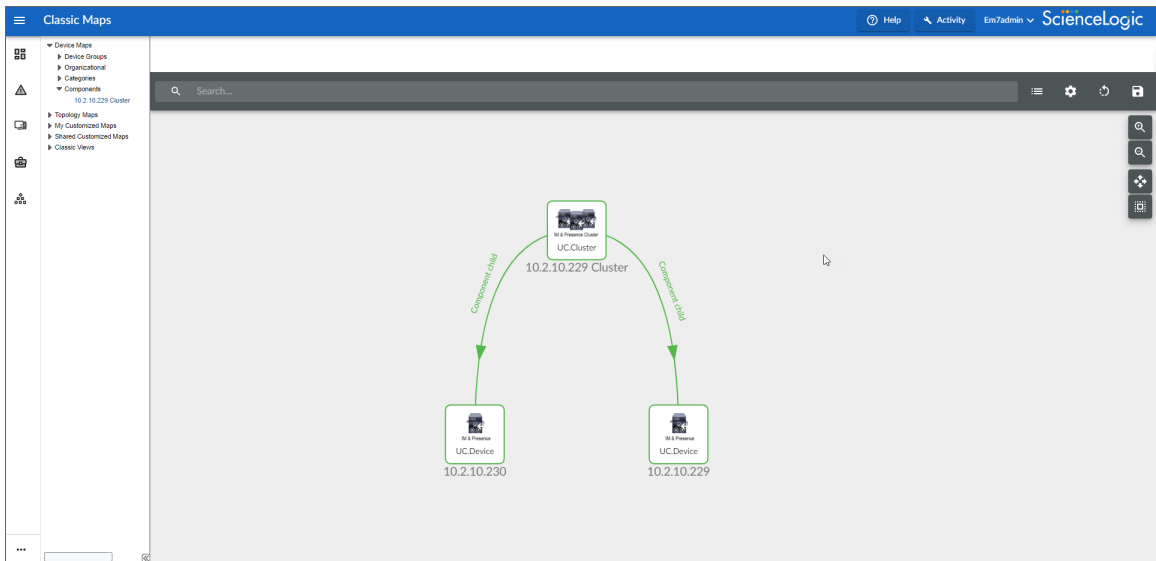 Classic Maps
Help
Activity
Em7admin
ScienceLogic
Device Maps
Device Groups
Organizational
Categories
Components
10.2.10.229 Cluster
Topology Maps
My Customized Maps
Shared Customized Maps
Classic Views
Search...
IM & Presence Cluster
UC.Cluster
10.2.10.229 Cluster
Component child
Component child
IM & Presence
UC.Device
10.2.10.230
IM & Presence
UC.Device
10.2.10.229